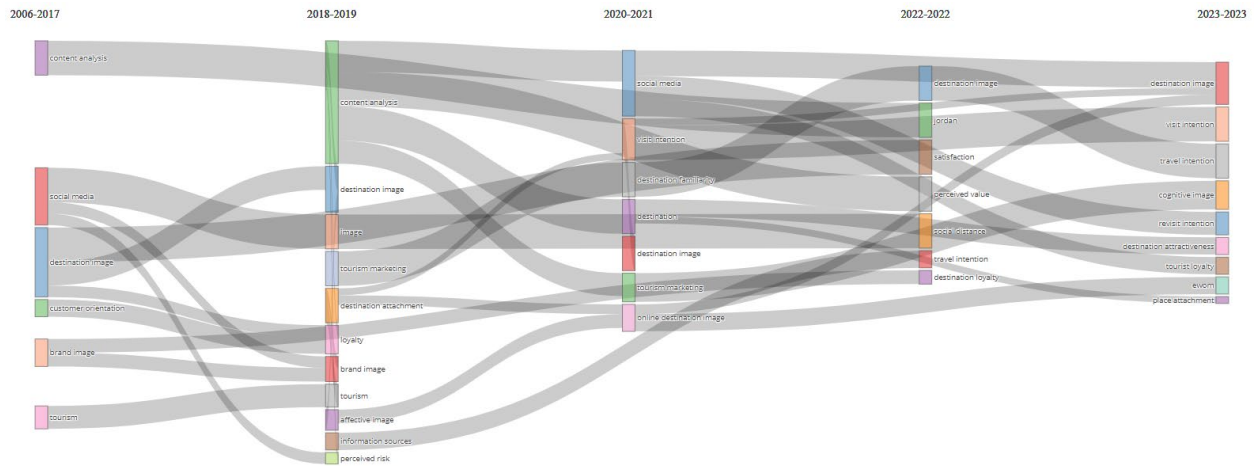 2006-2017
2018-2019
2020-2021
2022-2022
2023-2023
content analysis
social media
destination image
customer orientation
brand image
tourism
content analysis
destination image
image
tourism marketing
destination attachment
loyalty
brand image
tourism
affective image
information sources
perceived risk
social media
visit intention
destination familiarity
destination
destination image
tourism marketing
online destination image
destination image
jordan
satisfaction
perceived value
social distance
travel intention
destination loyalty
destination image
visit intention
travel intention
cognitive image
revisit intention
destination attractiveness
tourist loyalty
ewom
place attachment